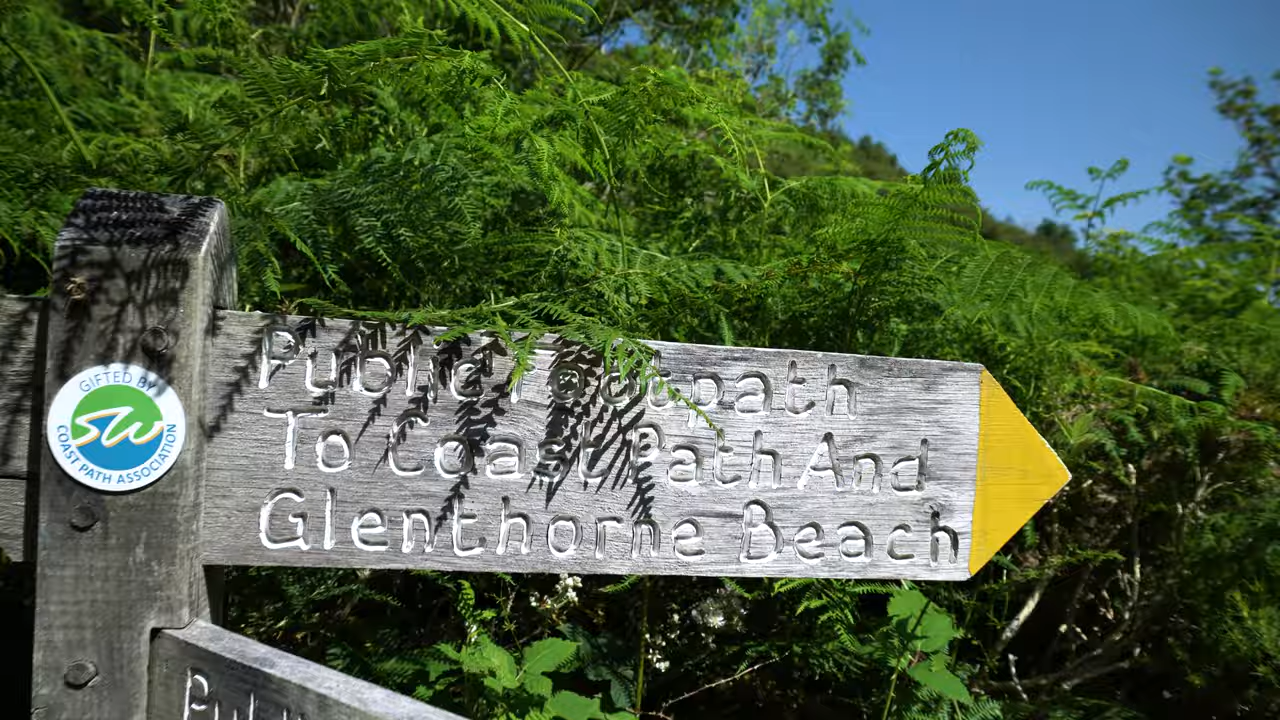 GIFTED BY
SW
COAST PATH ASSOCIATION
Public Footpath
To Coast Path And
Glenthorne Beach